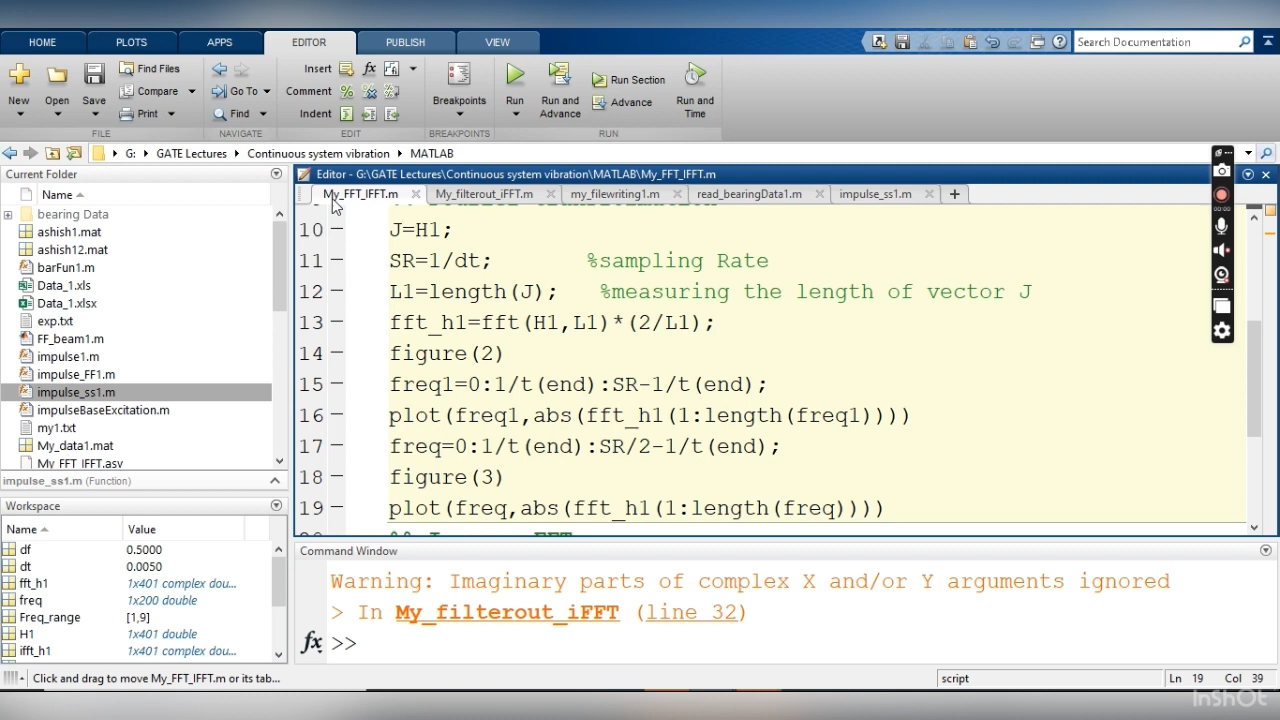 HOME PLOTS APPS EDITOR PUBLISH VIEW Search Documentation
New Open Save Find Files Compare Print Go To Find Insert fx Comment Indent Breakpoints Run Run and Advance Run Section Advance Run and Time
FILE NAVIGATE EDIT BREAKPOINTS RUN
G: GATE Lectures Continuous system vibration MATLAB
Current Folder
Name
bearing Data
ashish1.mat
ashish12.mat
barFun1.m
Data_1.xls
Data_1.xlsx
exp.txt
FF_beam1.m
impulse1.m
impulse_FF1.m
impulse_ss1.m
impulseBaseExcitation.m
my1.txt
My_data1.mat
My_FFT_IFFT.asv
impulse_ss1.m (Function)
Workspace
Name Value
df 0.5000
dt 0.0050
fft_h1 1x401 complex dou...
freq 1x200 double
Freq_range [1,9]
H1 1x401 double
ifft_h1 1x401 complex dou...
Editor - G:\GATE Lectures\Continuous system vibration\MATLAB\My_FFT_IFFT.m
My_FFT_IFFT.m My_filterout_iFFT.m my_filewriting1.m read_bearingData1.m impulse_ss1.m
10 J=H1;
11 SR=1/dt; %sampling Rate
12 L1=length(J); %measuring the length of vector J
13 fft_h1=fft(H1,L1)*(2/L1);
14 figure(2)
15 freq1=0:1/t(end):SR-1/t(end);
16 plot(freq1,abs(fft_h1(1:length(freq1))))
17 freq=0:1/t(end):SR/2-1/t(end);
18 figure(3)
19 plot(freq,abs(fft_h1(1:length(freq))))
Command Window
Warning: Imaginary parts of complex X and/or Y arguments ignored
> In My_filterout_iFFT (line 32)
fx >>
00:00
Click and drag to move My_FFT_IFFT.m or its tab... script Ln 19 Col 39
InShOt